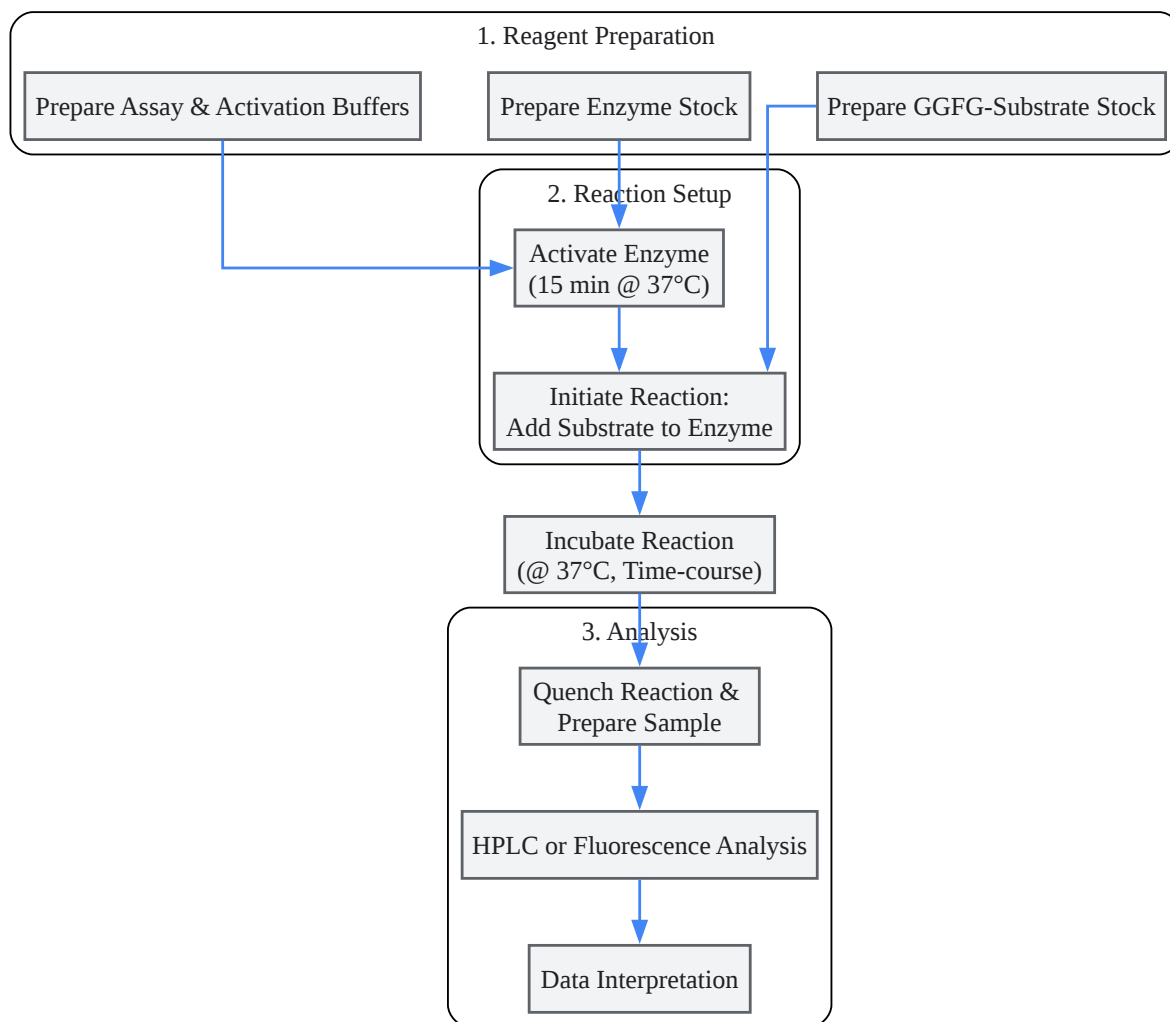 1. Reagent Preparation
Prepare Assay & Activation Buffers
Prepare Enzyme Stock
Prepare GGFG-Substrate Stock
2. Reaction Setup
Activate Enzyme
(15 min @ 37°C)
Initiate Reaction:
Add Substrate to Enzyme
Incubate Reaction
(@ 37°C, Time-course)
3. Analysis
Quench Reaction &
Prepare Sample
HPLC or Fluorescence Analysis
Data Interpretation